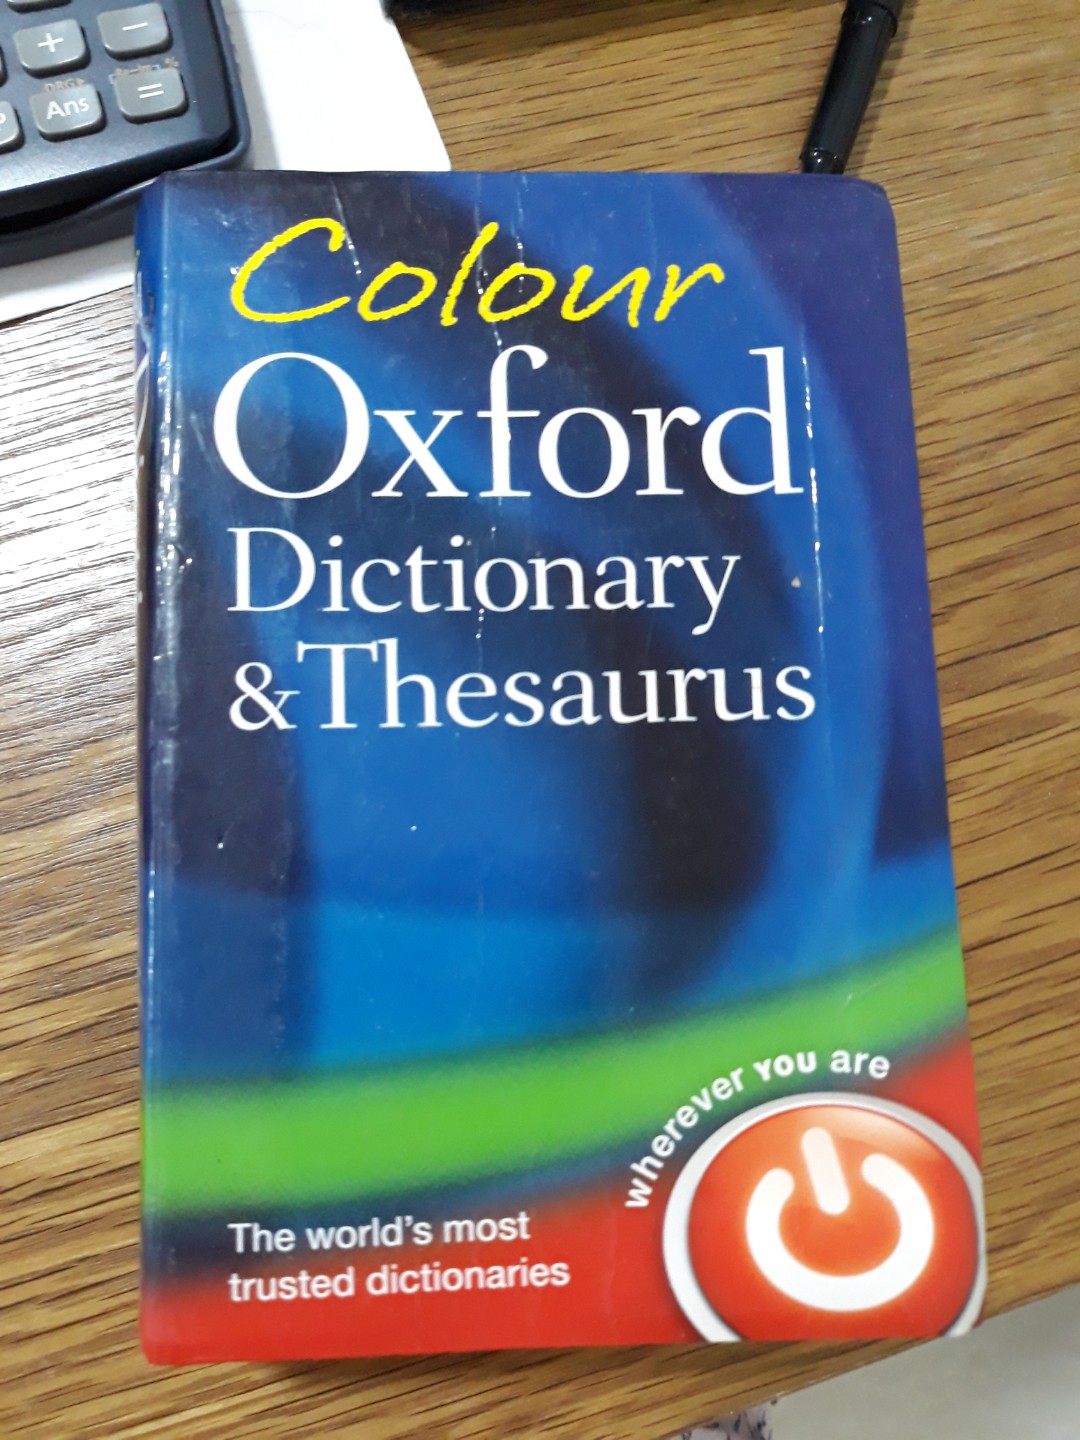 +
−
Ans
=
Colour
Oxford
Dictionary
& Thesaurus
wherever YOU are
The world's most
trusted dictionaries